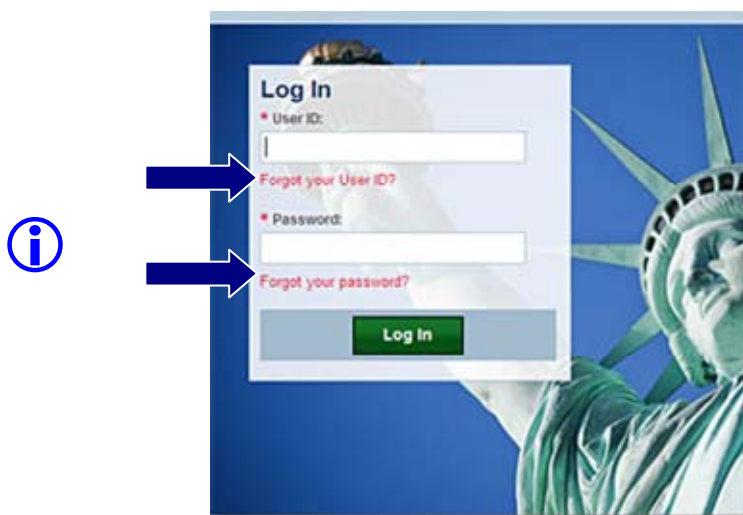 Log In
* User ID:
Forgot your User ID?
* Password:
Forgot your password?
Log In